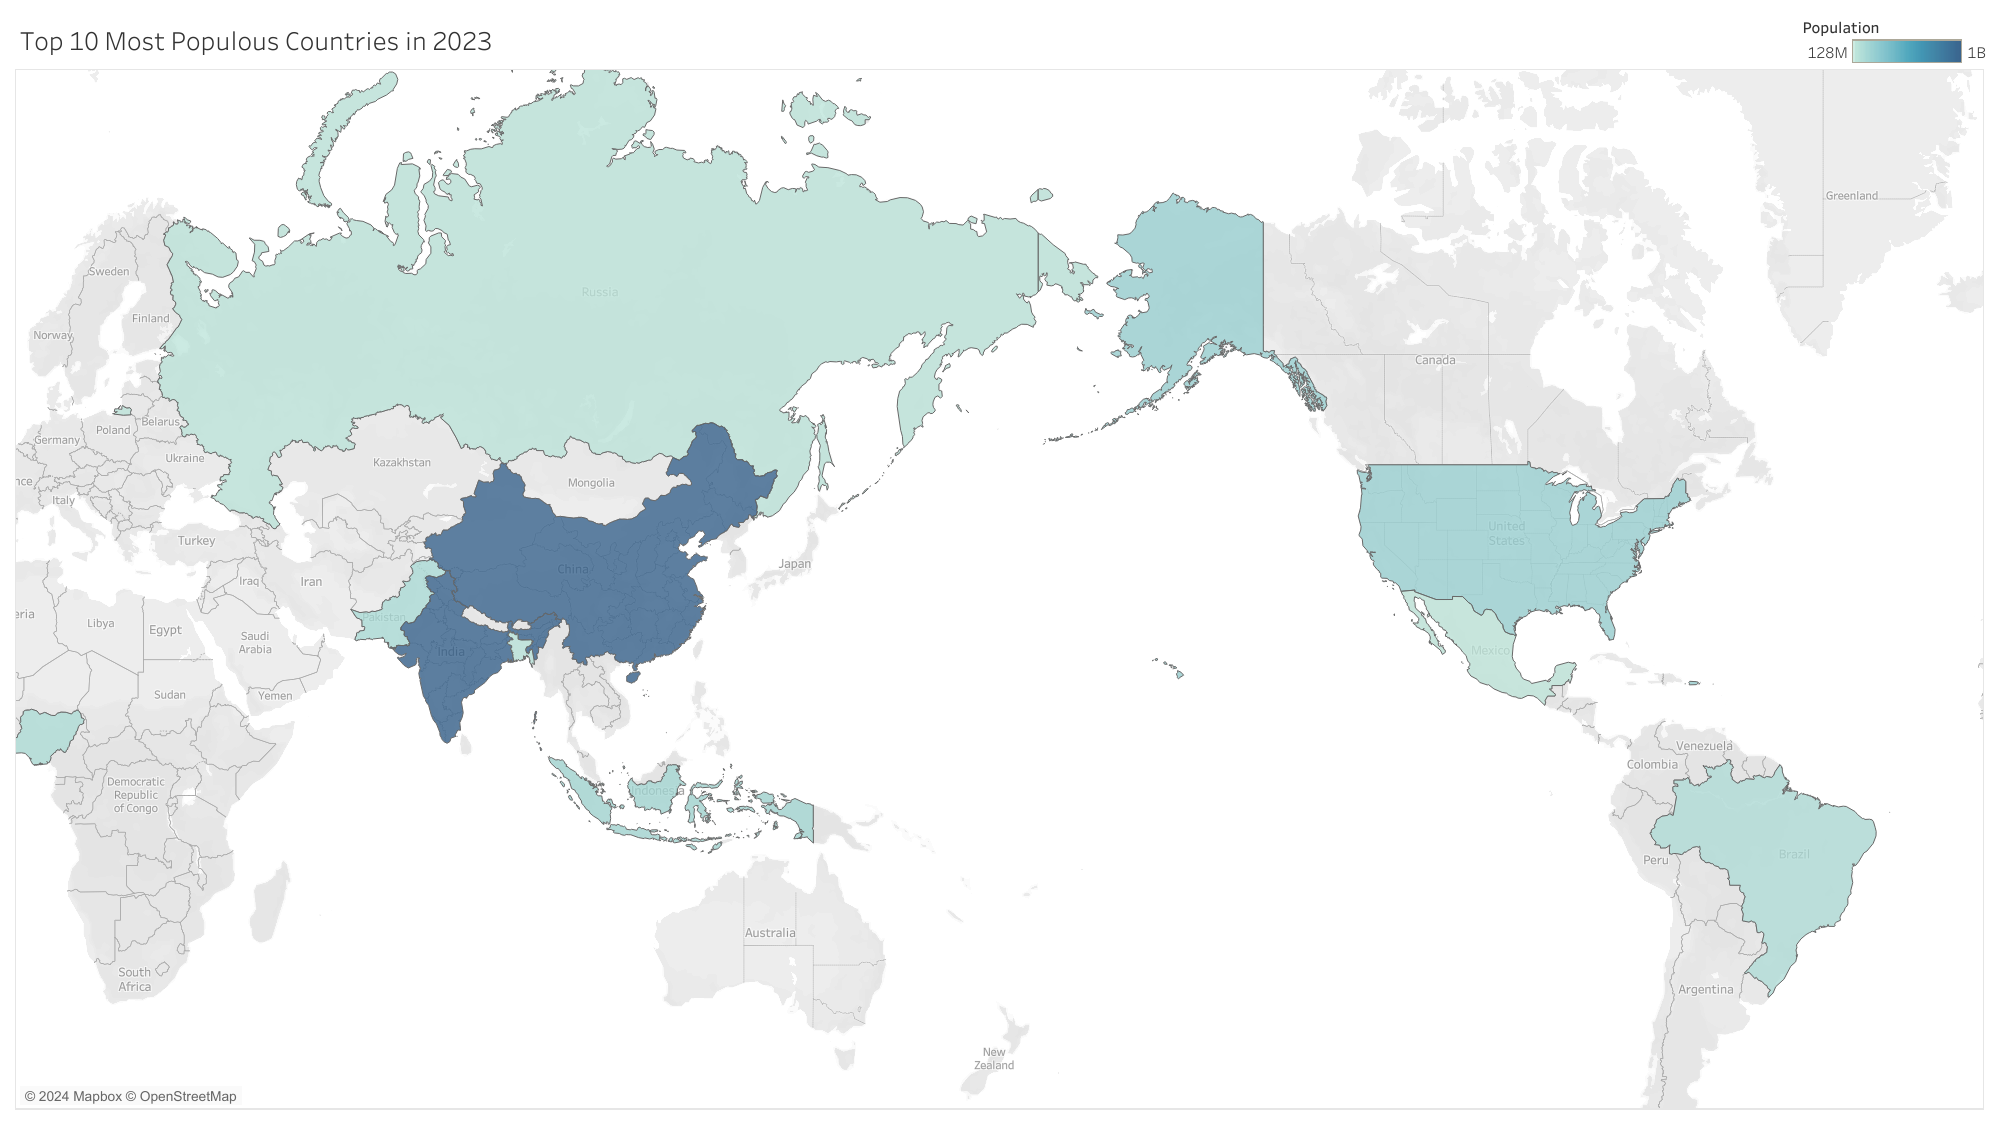 Top 10 Most Populous Countries in 2023
Population
128M
1B
Greenland
Sweden
Russia
Finland
Norway
Canada
Poland
Belarus
Germany
Ukraine
Kazakhstan
nce
Mongolia
Italy
United
States
Turkey
Japan
China
Iraq
Iran
eria
Libya
Pakistan
Egypt
Saudi
Arabia
India
Mexico
Sudan
Yemen
Venezuela
Colombia
Democratic
Republic
of Congo
Indonesia
Brazil
Peru
Australia
South
Africa
Argentina
New
Zealand
© 2024 Mapbox © OpenStreetMap